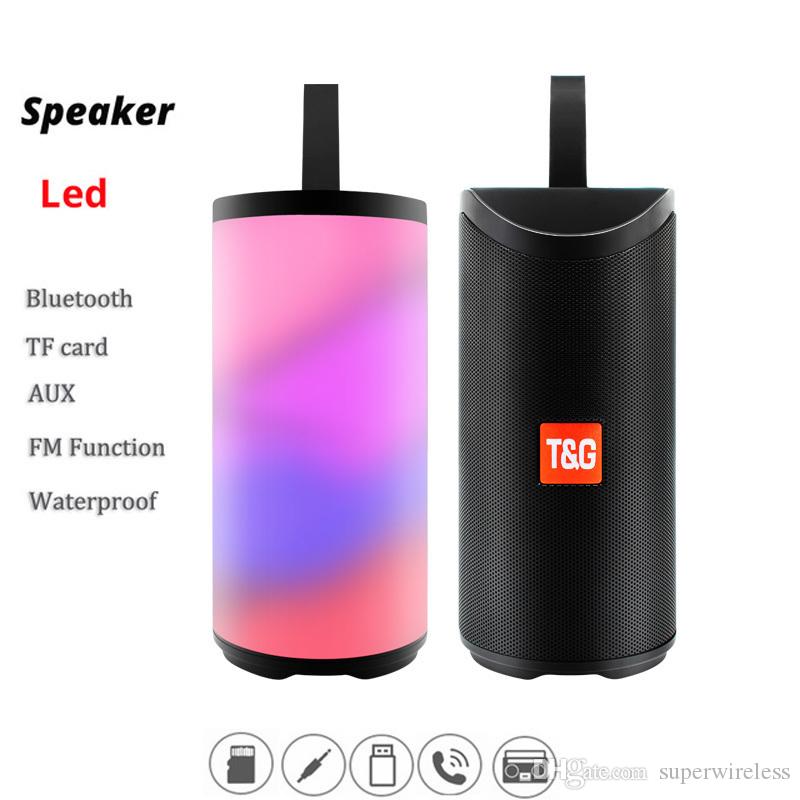 Speaker
Led
Bluetooth
TF card
AUX
FM Function
Waterproof
T&G
DHgate.com superwireless